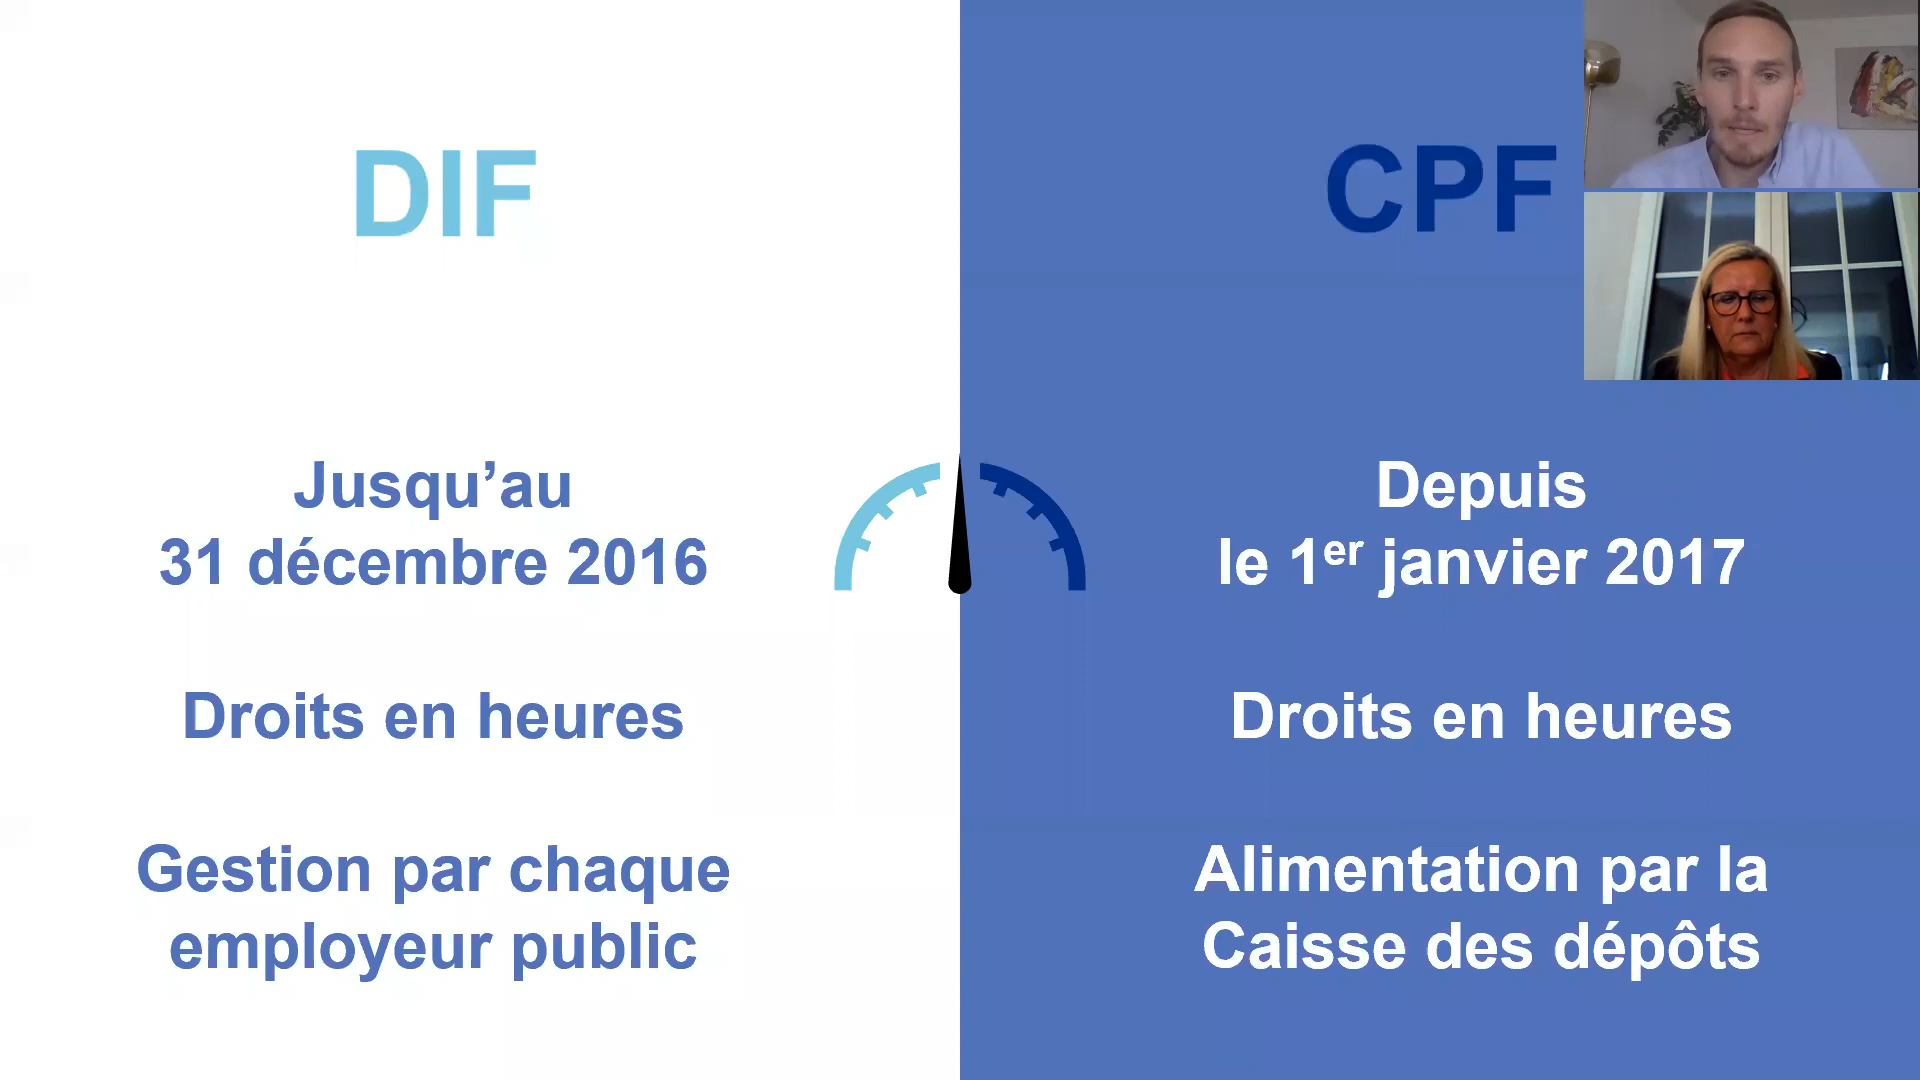 DIF
Jusqu’au
31 décembre 2016
Droits en heures
Gestion par chaque
employeur public
CPF
Depuis
le 1er janvier 2017
Droits en heures
Alimentation par la
Caisse des dépôts